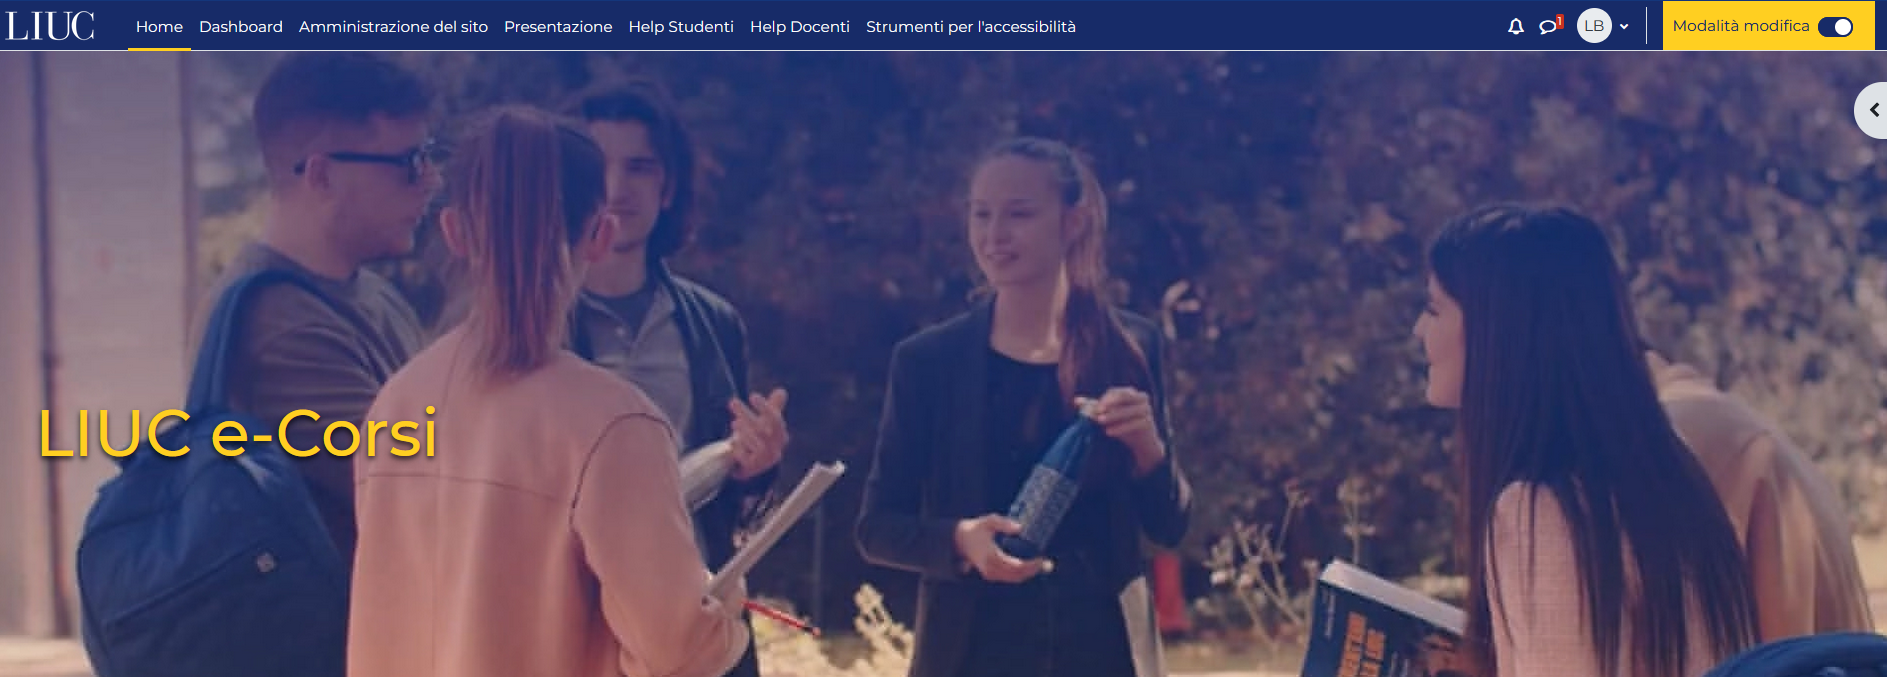 LIUC
Home Dashboard Amministrazione del sito Presentazione Help Studenti Help Docenti Strumenti per l'accessibilità
1
LB
Modalità modifica
LIUC e-Corsi